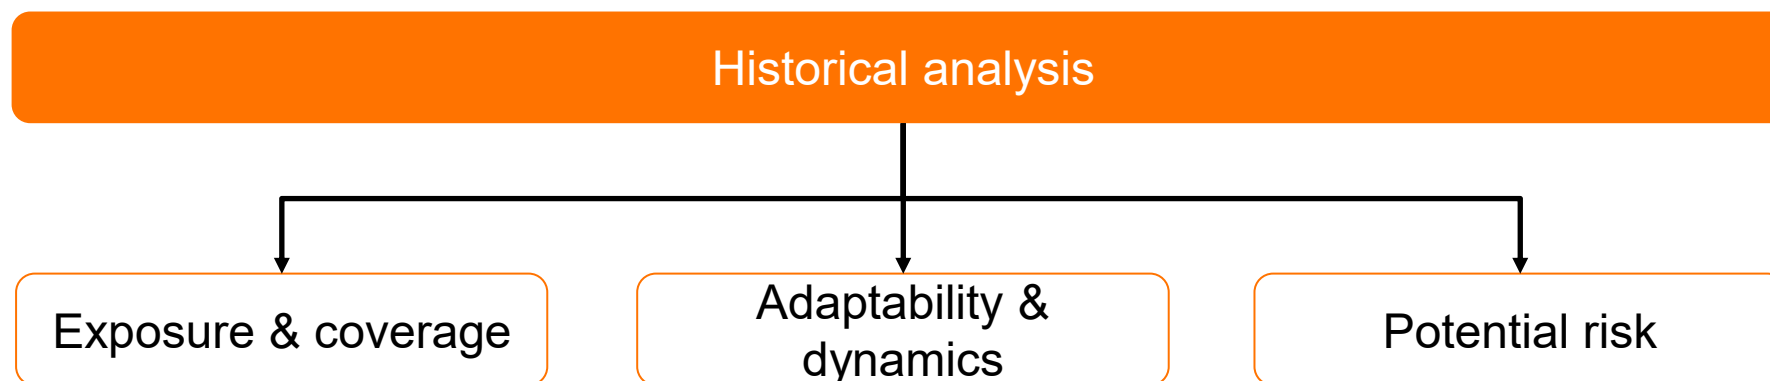 Historical analysis
Exposure & coverage
Adaptability &
dynamics
Potential risk